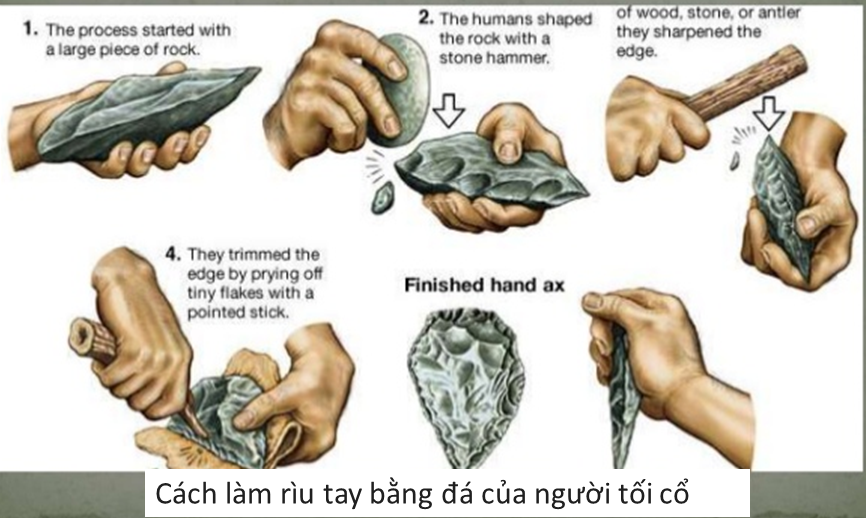 1. The process started with
a large piece of rock.
2. The humans shaped
the rock with a
stone hammer.
of wood, stone, or antler
they sharpened the
edge.
4. They trimmed the
edge by prying off
tiny flakes with a
pointed stick.
Finished hand ax
Cách làm rìu tay bằng đá của người tối cổ